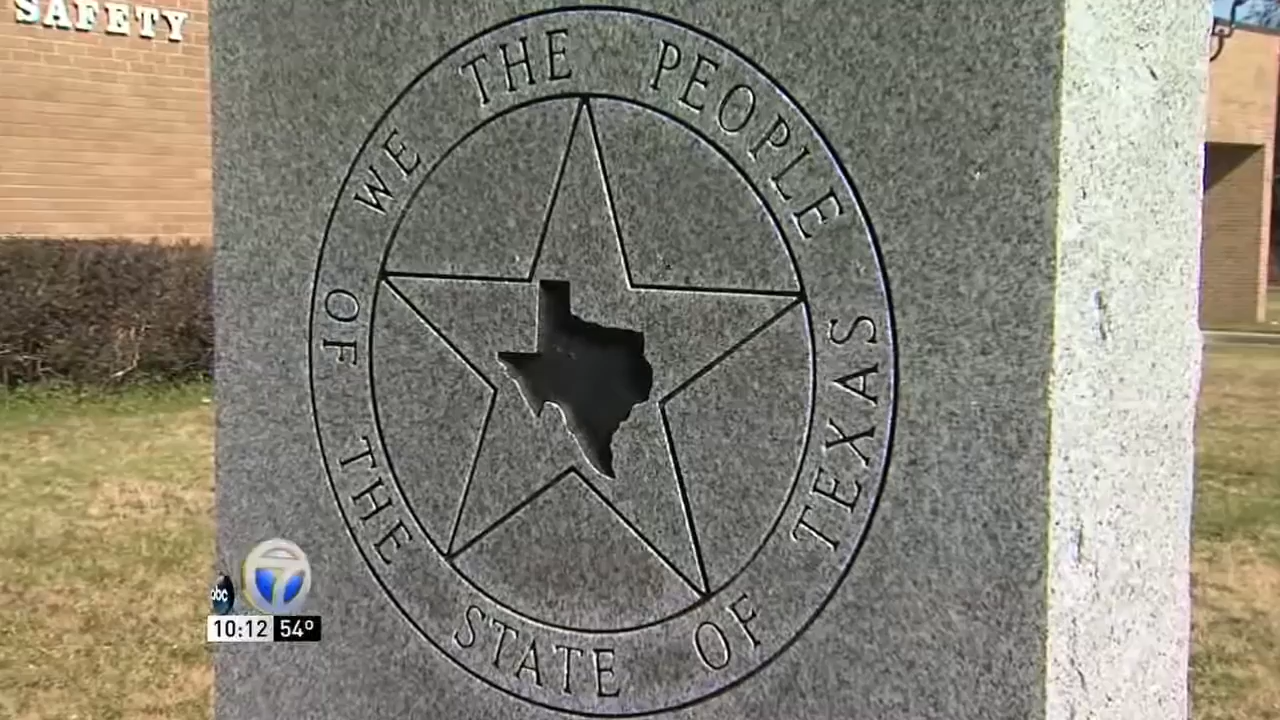 SAFETY
WE THE PEOPLE
OF THE STATE OF TEXAS
abc
7
10:12 54°